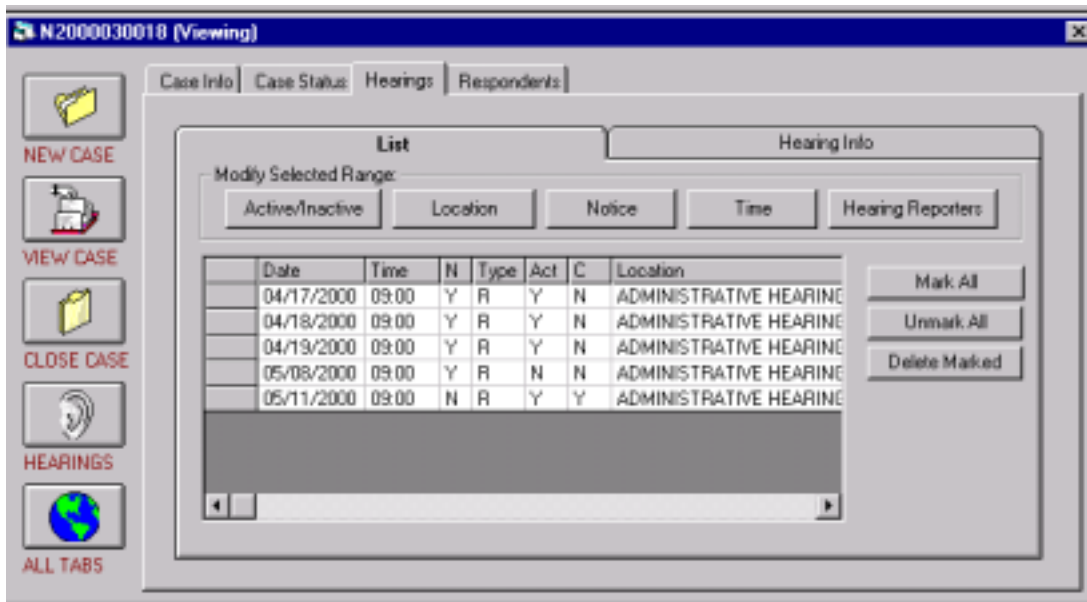 N2000030018 (Viewing)
Case Info Case Status Hearings Respondents
NEW CASE
VIEW CASE
CLOSE CASE
HEARINGS
ALL TABS
List Hearing Info
Modify Selected Range:
Active/Inactive Location Notice Time Hearing Reporters
Date Time N Type Act C Location
04/17/2000 09:00 Y R Y N ADMINISTRATIVE HEARING
04/18/2000 09:00 Y R Y N ADMINISTRATIVE HEARING
04/19/2000 09:00 Y R Y N ADMINISTRATIVE HEARING
05/08/2000 09:00 Y R N N ADMINISTRATIVE HEARING
05/11/2000 09:00 N R Y Y ADMINISTRATIVE HEARING
Mark All
Unmark All
Delete Marked